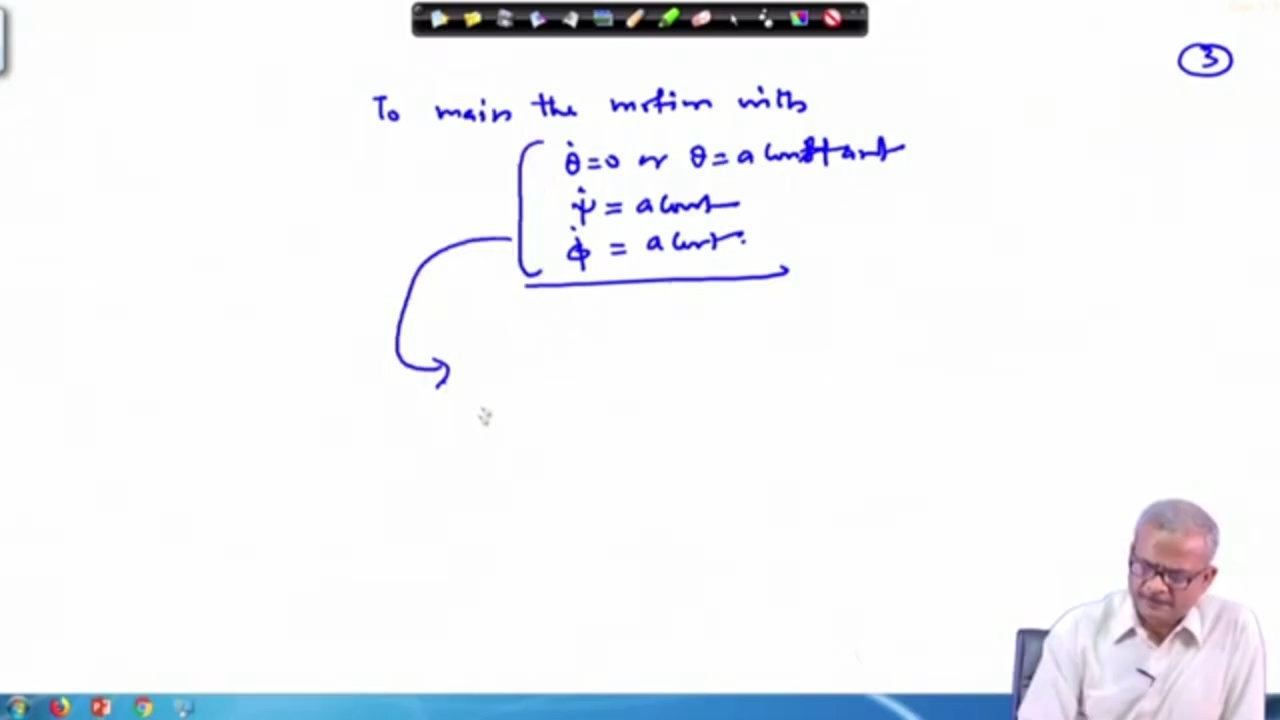 3
To main the motion with
θ̇ = 0 or θ = a constant
ψ̇ = a const
φ̇ = a const.